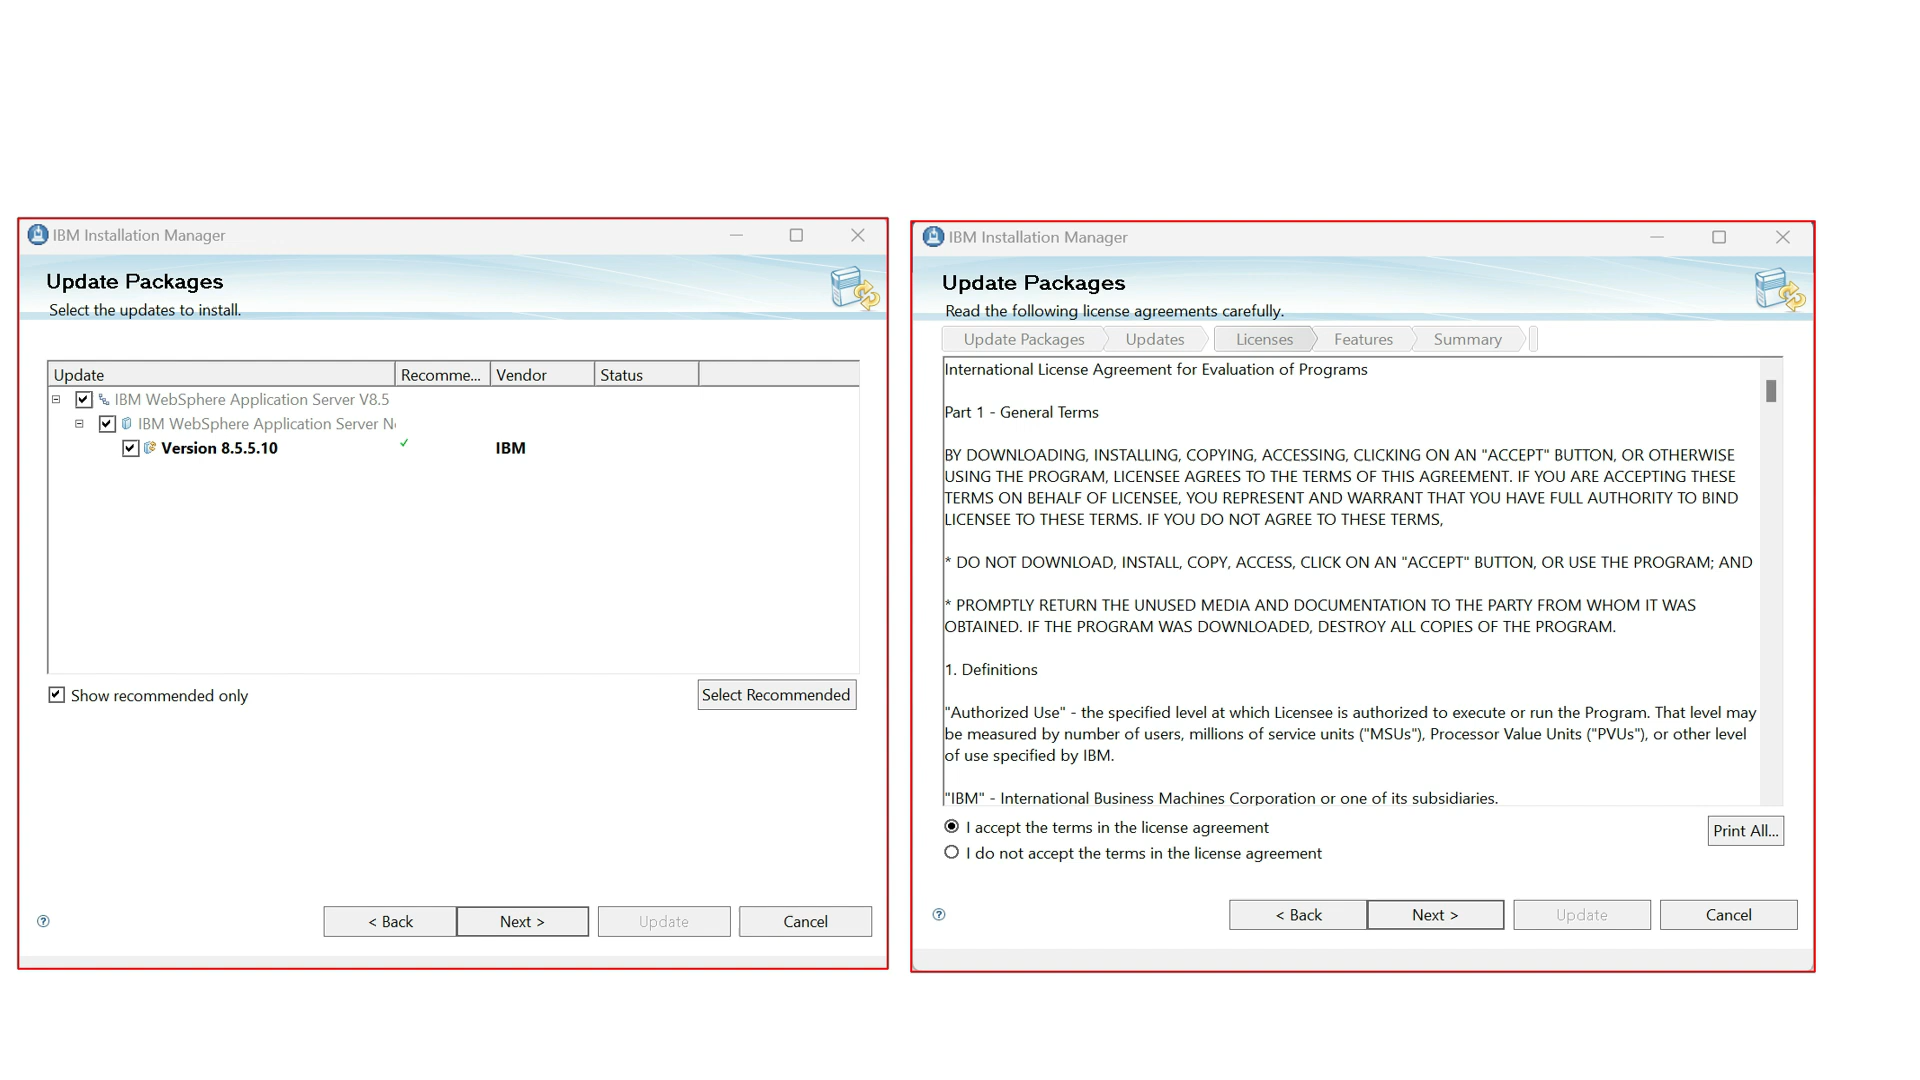 IBM Installation Manager
Update Packages
Select the updates to install.
Update Recomme... Vendor Status
IBM WebSphere Application Server V8.5
IBM WebSphere Application Server
Version 8.5.5.10 IBM
Show recommended only
Select Recommended
< Back Next > Update Cancel
IBM Installation Manager
Update Packages
Read the following license agreements carefully.
Update Packages Updates Licenses Features Summary
International License Agreement for Evaluation of Programs
Part 1 - General Terms
BY DOWNLOADING, INSTALLING, COPYING, ACCESSING, CLICKING ON AN "ACCEPT" BUTTON, OR OTHERWISE
USING THE PROGRAM, LICENSEE AGREES TO THE TERMS OF THIS AGREEMENT. IF YOU ARE ACCEPTING THESE
TERMS ON BEHALF OF LICENSEE, YOU REPRESENT AND WARRANT THAT YOU HAVE FULL AUTHORITY TO BIND
LICENSEE TO THESE TERMS. IF YOU DO NOT AGREE TO THESE TERMS,
* DO NOT DOWNLOAD, INSTALL, COPY, ACCESS, CLICK ON AN "ACCEPT" BUTTON, OR USE THE PROGRAM; AND
* PROMPTLY RETURN THE UNUSED MEDIA AND DOCUMENTATION TO THE PARTY FROM WHOM IT WAS
OBTAINED. IF THE PROGRAM WAS DOWNLOADED, DESTROY ALL COPIES OF THE PROGRAM.
1. Definitions
"Authorized Use" - the specified level at which Licensee is authorized to execute or run the Program. That level may
be measured by number of users, millions of service units ("MSUs"), Processor Value Units ("PVUs"), or other level
of use specified by IBM.
"IBM" - International Business Machines Corporation or one of its subsidiaries.
I accept the terms in the license agreement
Print All...
I do not accept the terms in the license agreement
< Back Next > Update Cancel